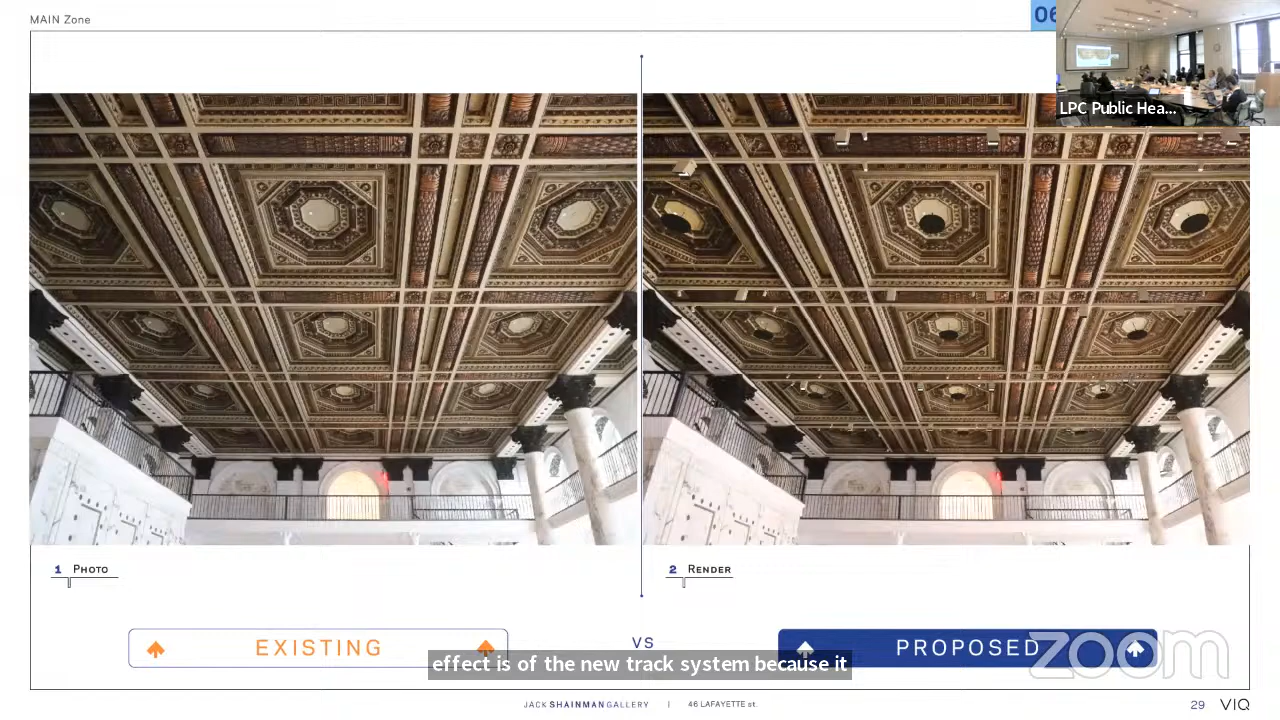 MAIN Zone
06
LPC Public Hea...
1 PHOTO
2 RENDER
EXISTING
VS
PROPOSED
zoom
effect is of the new track system because it
JACK SHAINMAN GALLERY | 46 LAFAYETTE st.
29 VIQ